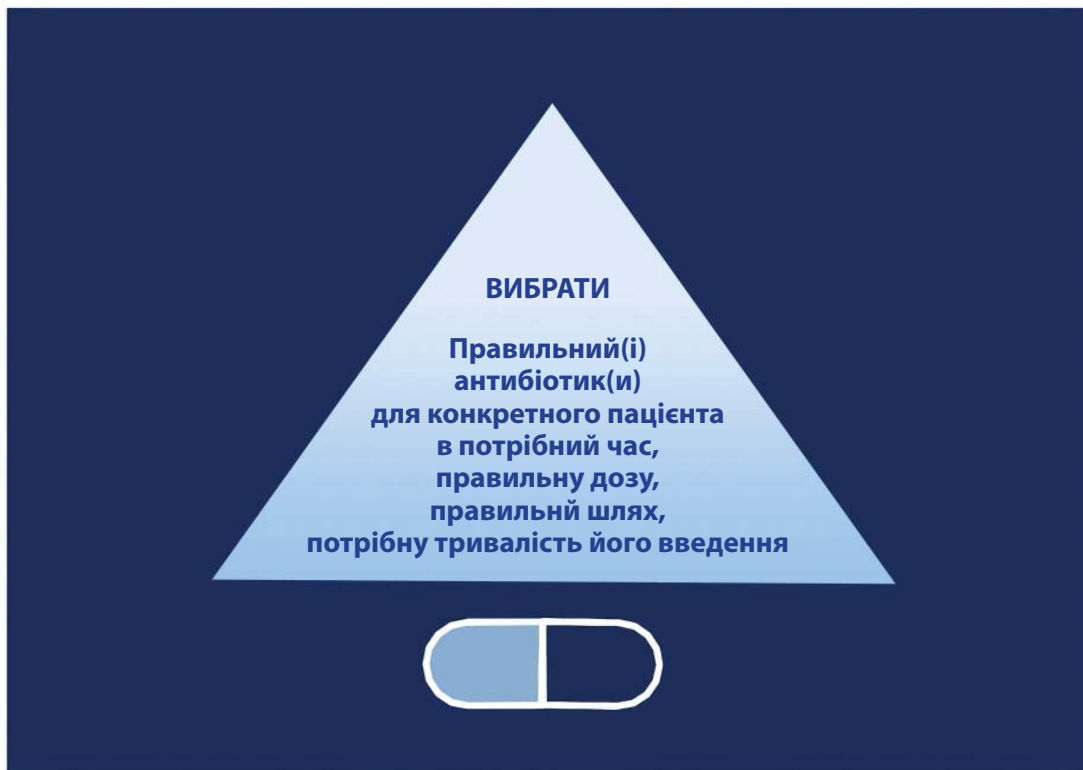 ВИБРАТИ
Правильний(і)
антибіотик(и)
для конкретного пацієнта
в потрібний час,
правильну дозу,
правильнй шлях,
потрібну тривалість його введення